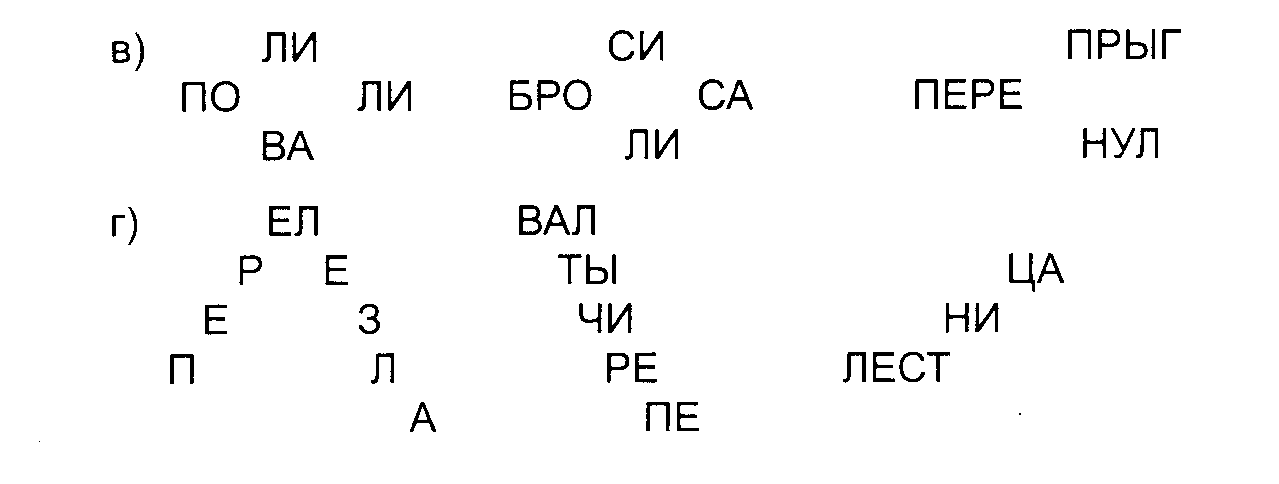 в) ЛИ СИ ПРЫГ
ПО ЛИ БРО СА ПЕРЕ
ВА ЛИ НУЛ
г) ЕЛ ВАЛ
Р Е ТЫ ЦА
Е З ЧИ НИ
П Л РЕ ЛЕСТ
А ПЕ